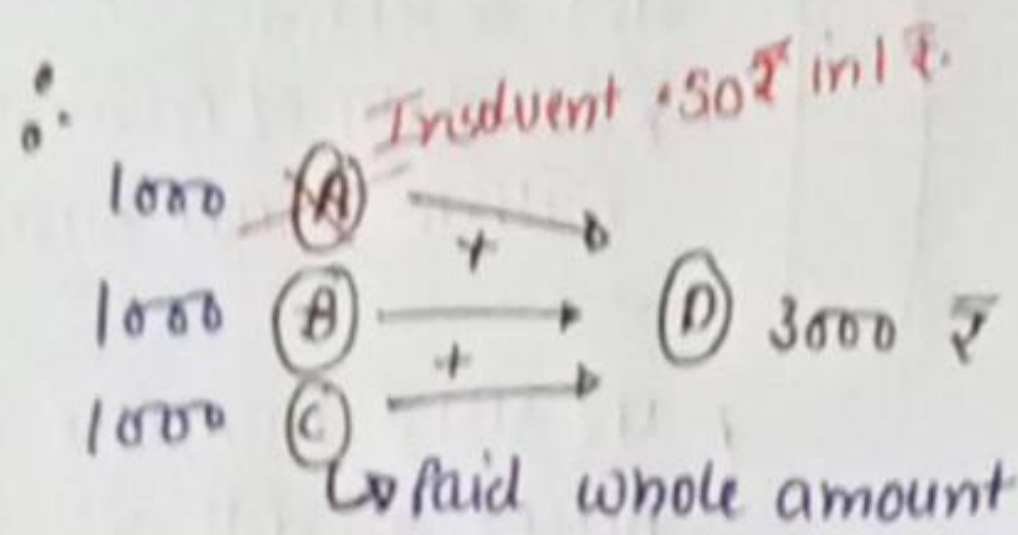 Insolvent .50₹ in 1 ₹.
1000 A
+
1000 B D 3000 ₹
+
1000 C
Paid whole amount